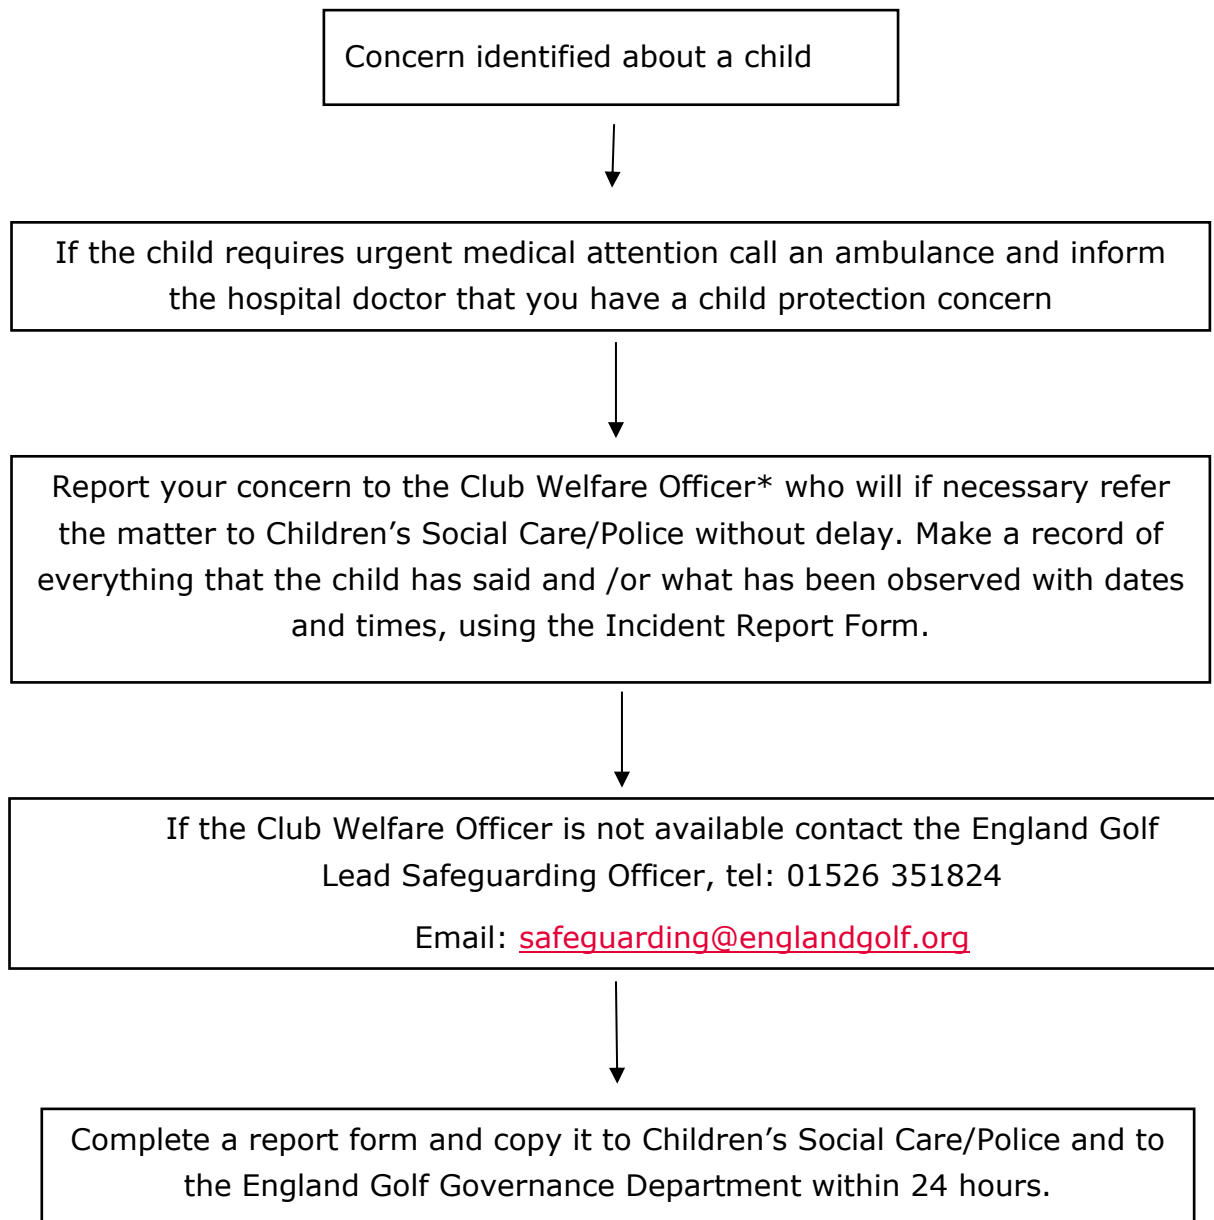 Concern identified about a child
If the child requires urgent medical attention call an ambulance and inform
the hospital doctor that you have a child protection concern
Report your concern to the Club Welfare Officer* who will if necessary refer
the matter to Children’s Social Care/Police without delay. Make a record of
everything that the child has said and /or what has been observed with dates
and times, using the Incident Report Form.
If the Club Welfare Officer is not available contact the England Golf
Lead Safeguarding Officer, tel: 01526 351824
Email: safeguarding@englandgolf.org
Complete a report form and copy it to Children’s Social Care/Police and to
the England Golf Governance Department within 24 hours.